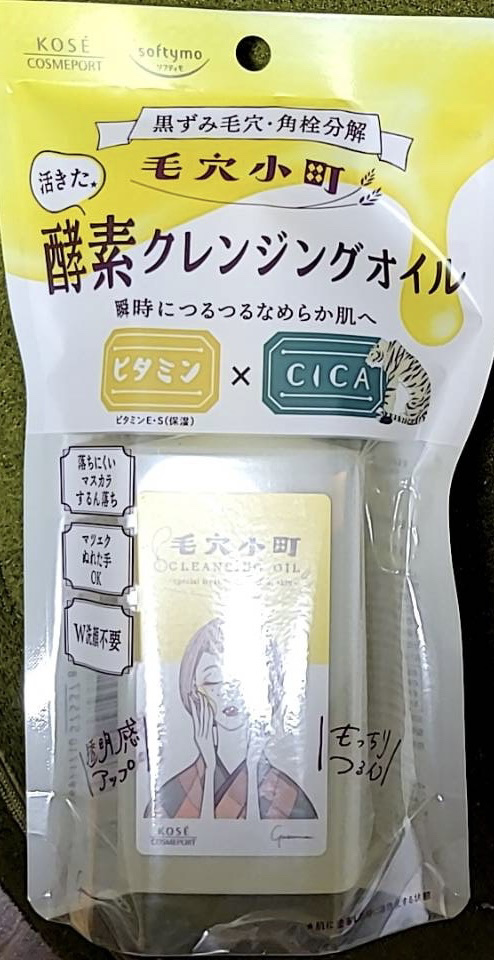 KOSÉ
COSMEPORT
softymo
ソフティモ
黒ずみ毛穴・角栓分解
毛穴小町
活きた★
酵素クレンジングオイル
瞬時につるつるなめらか肌へ
ビタミン × CICA
ビタミンE・S(保湿)
落ちにくい
マスカラ
するん落ち
マツエク
ぬれた手
OK
W洗顔不要
毛穴小町
CLEANSING OIL
透明感
アップ
もっちり
つるん
KOSÉ
COSMEPORT